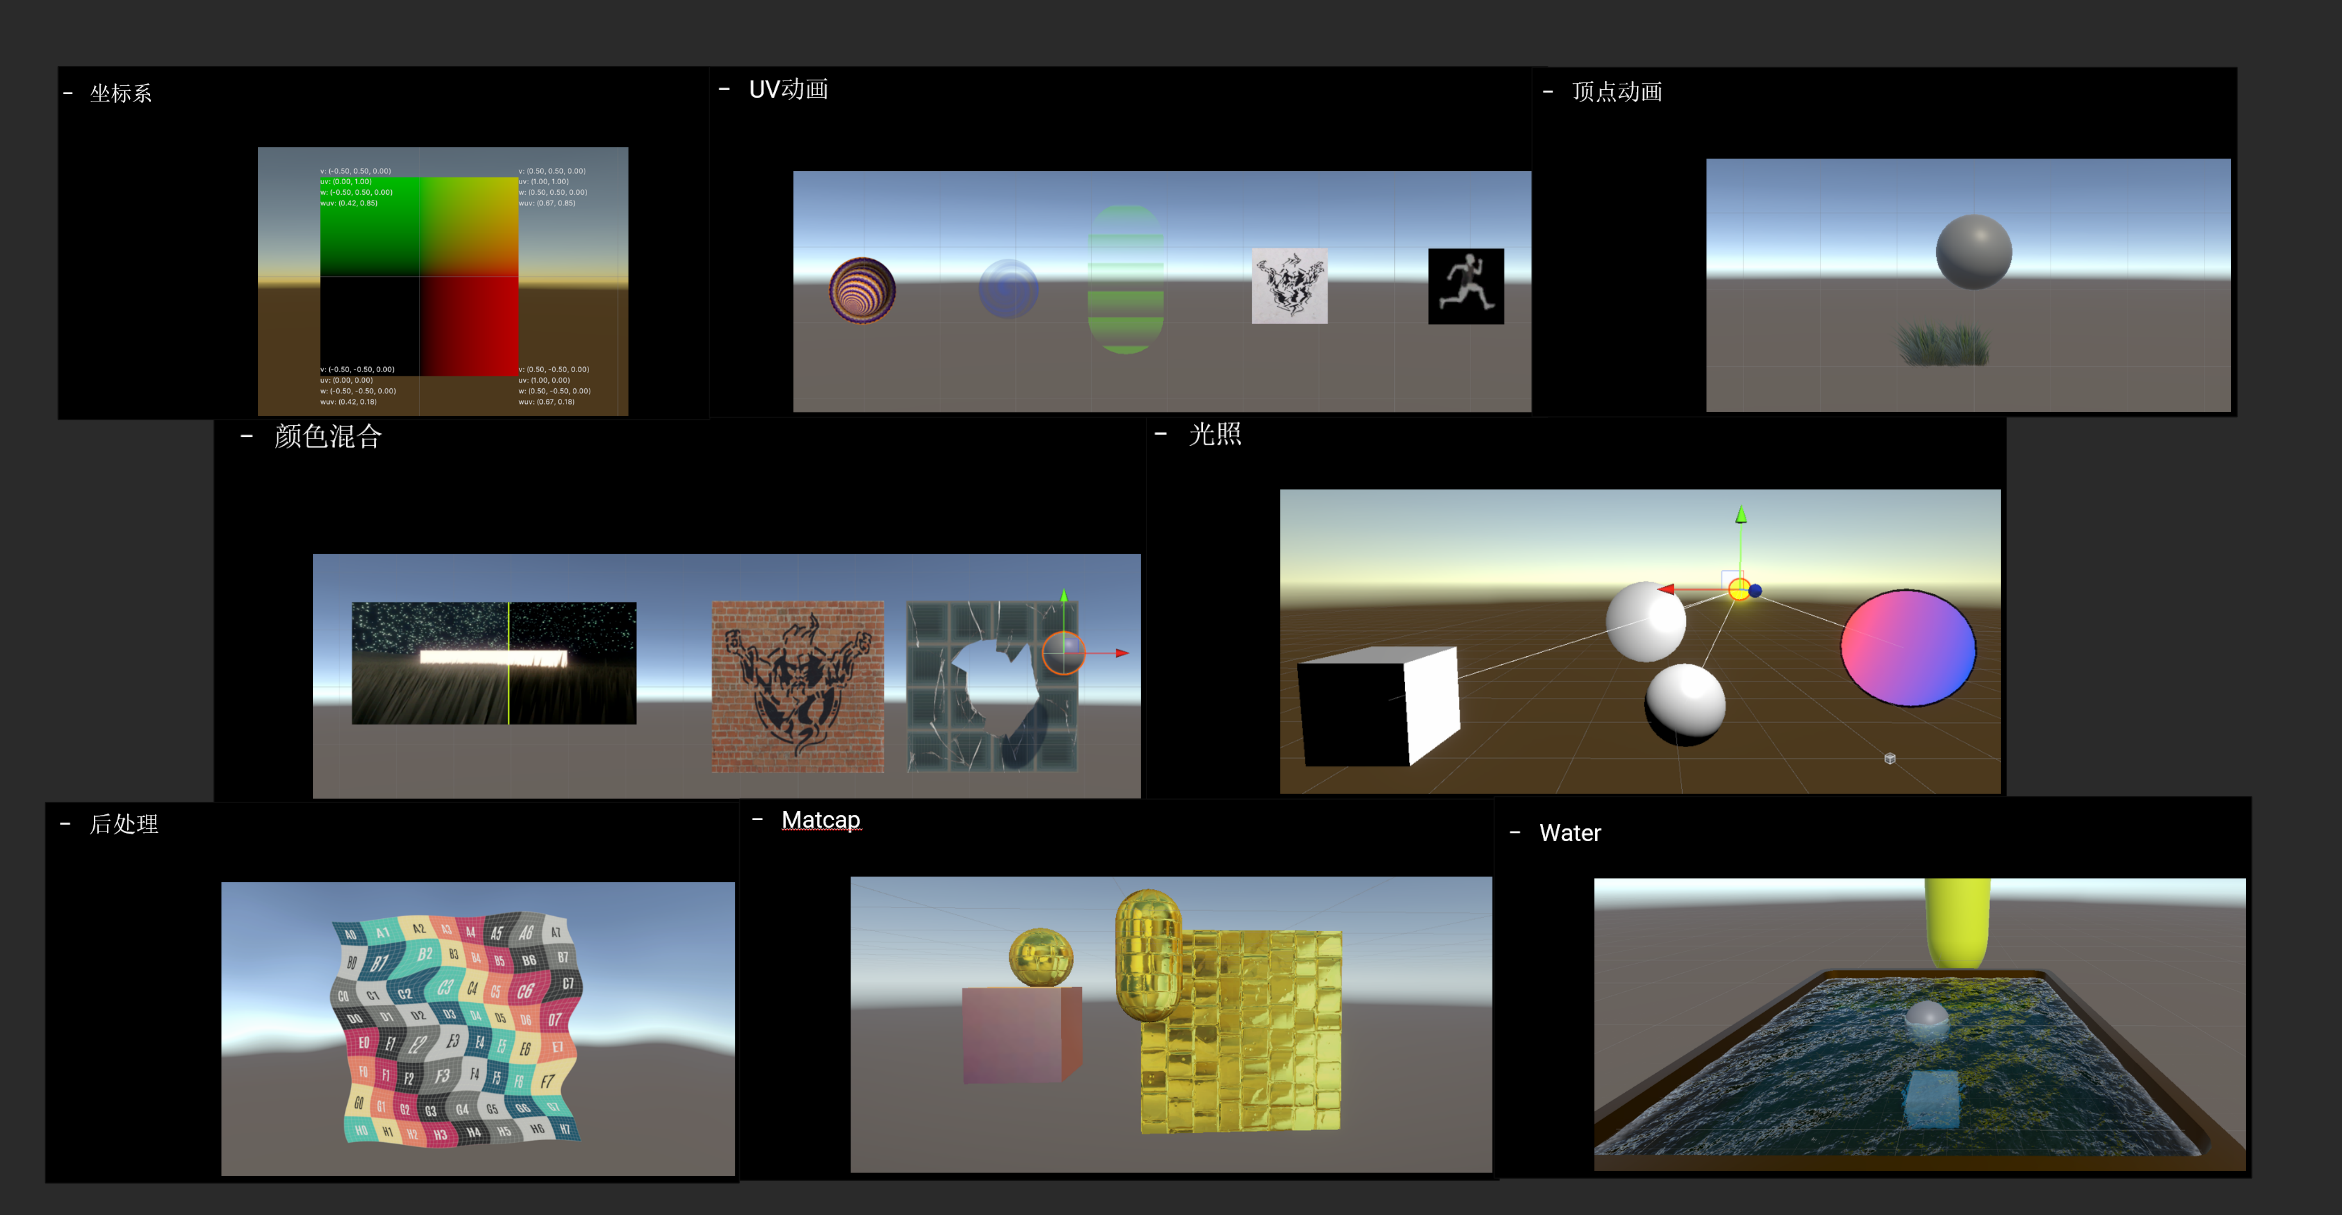 - 坐标系
v: (-0.50, 0.50, 0.00)
uv: (0.00, 1.00)
w: (-0.50, 0.50, 0.00)
wuv: (0.42, 0.85)
v: (0.50, 0.50, 0.00)
uv: (1.00, 1.00)
w: (0.50, 0.50, 0.00)
wuv: (0.67, 0.85)
v: (-0.50, -0.50, 0.00)
uv: (0.00, 0.00)
w: (-0.50, -0.50, 0.00)
wuv: (0.42, 0.18)
v: (0.50, -0.50, 0.00)
uv: (1.00, 0.00)
w: (0.50, -0.50, 0.00)
wuv: (0.67, 0.18)
- UV动画
- 顶点动画
- 颜色混合
- 光照
- 后处理
A0 A1 A2 A3 A4 A5 A6 A7
B0 B1 B2 B3 B4 B5 B6 B7
C0 C1 C2 C3 C4 C5 C6 C7
D0 D1 D2 D3 D4 D5 D6 D7
E0 E1 E2 E3 E4 E5 E6 E7
F0 F1 F2 F3 F4 F5 F6 F7
G0 G1 G2 G3 G4 G5 G6 G7
H0 H1 H2 H3 H4 H5 H6 H7
- Matcap
- Water